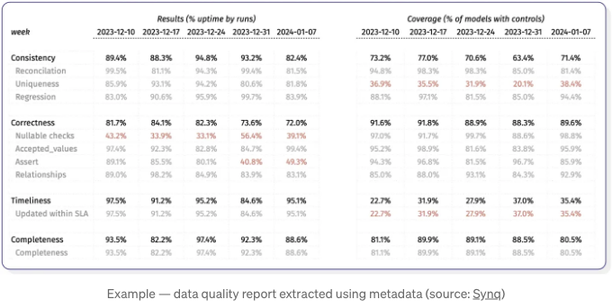 Results (% uptime by runs) Coverage (% of models with controls)
week 2023-12-10 2023-12-17 2023-12-24 2023-12-31 2024-01-07 2023-12-10 2023-12-17 2023-12-24 2023-12-31 2024-01-07
Consistency 89.4% 88.3% 94.8% 93.2% 82.4% 73.2% 77.0% 70.6% 63.4% 71.4%
Reconciliation 99.5% 81.1% 94.3% 99.4% 81.5% 94.8% 98.3% 98.3% 85.0% 81.4%
Uniqueness 85.9% 93.1% 94.2% 80.6% 81.8% 36.9% 35.5% 31.9% 20.1% 38.4%
Regression 83.0% 90.6% 95.9% 99.7% 83.9% 88.1% 97.1% 81.5% 85.0% 94.4%
Correctness 81.7% 84.1% 82.3% 73.6% 72.0% 91.6% 91.8% 88.9% 88.3% 89.6%
Nullable checks 43.2% 33.9% 33.1% 56.4% 39.1% 97.0% 91.7% 99.7% 88.6% 98.8%
Accepted_values 97.4% 92.3% 82.8% 84.7% 99.4% 95.2% 98.9% 81.6% 83.8% 95.9%
Assert 89.1% 85.5% 80.1% 40.8% 49.3% 94.3% 96.8% 81.5% 96.7% 85.9%
Relationships 89.0% 98.2% 84.9% 83.9% 83.1% 85.0% 88.0% 93.1% 84.3% 92.9%
Timeliness 97.5% 91.2% 95.2% 84.6% 95.1% 22.7% 31.9% 27.9% 37.0% 35.4%
Updated within SLA 97.5% 91.2% 95.2% 84.6% 95.1% 22.7% 31.9% 27.9% 37.0% 35.4%
Completeness 93.5% 82.2% 97.4% 92.3% 88.6% 81.1% 89.9% 89.1% 88.5% 80.5%
Completeness 93.5% 82.2% 97.4% 92.3% 88.6% 81.1% 89.9% 89.1% 88.5% 80.5%
Example — data quality report extracted using metadata (source: Synq)